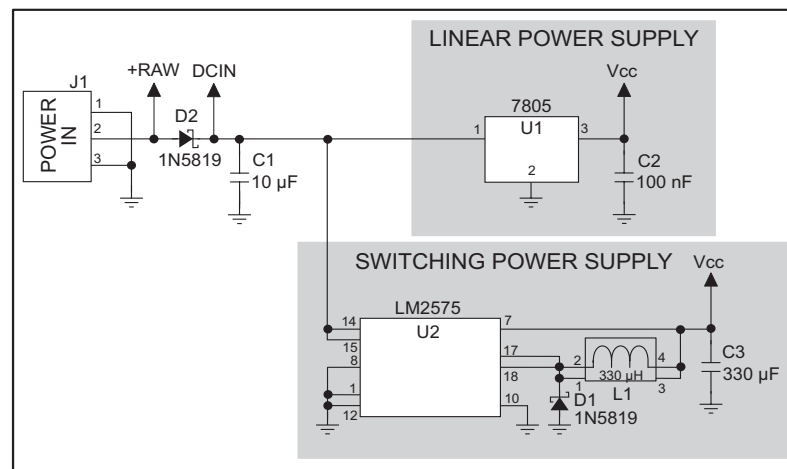 LINEAR POWER SUPPLY
+RAW
DCIN
Vcc
J1
7805
1
D2
1
U1
3
2
POWER
IN
1N5819
C1
C2
3
10 µF
2
100 nF
SWITCHING POWER SUPPLY
Vcc
LM2575
14
U2
7
15
17
2
4
C3
8
330 µH
330 µF
18
1
3
1
D1
L1
12
10
1N5819